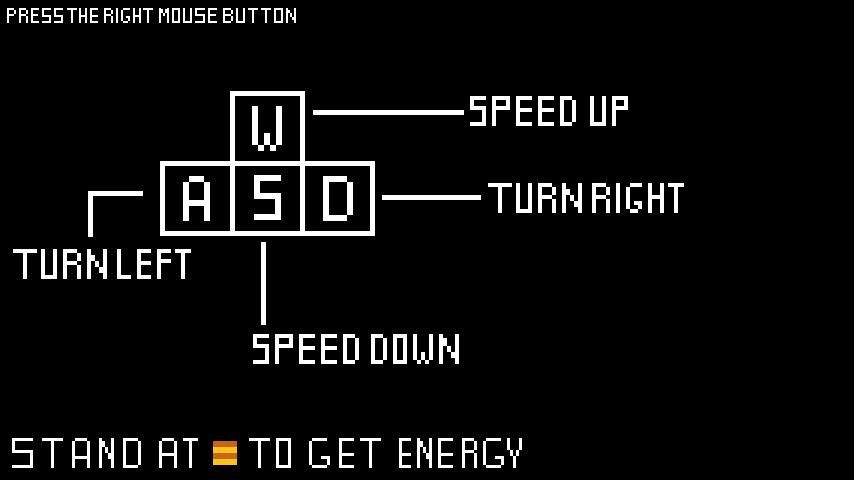 PRESS THE RIGHT MOUSE BUTTON
W
SPEED UP
A S D
TURN RIGHT
TURN LEFT
SPEED DOWN
STAND AT TO GET ENERGY